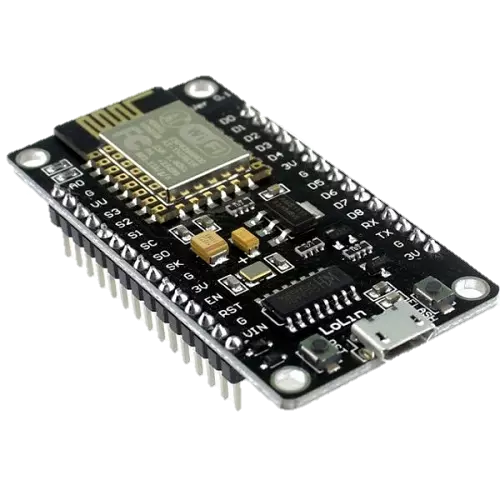 WiFi
D0
D1
D2
D3
D4
3V
G
D5
D6
D7
D8
RX
TX
G
3V
A0
G
VU
S3
S2
S1
SC
SO
SK
G
3V
EN
RST
G
VIN
LoLin